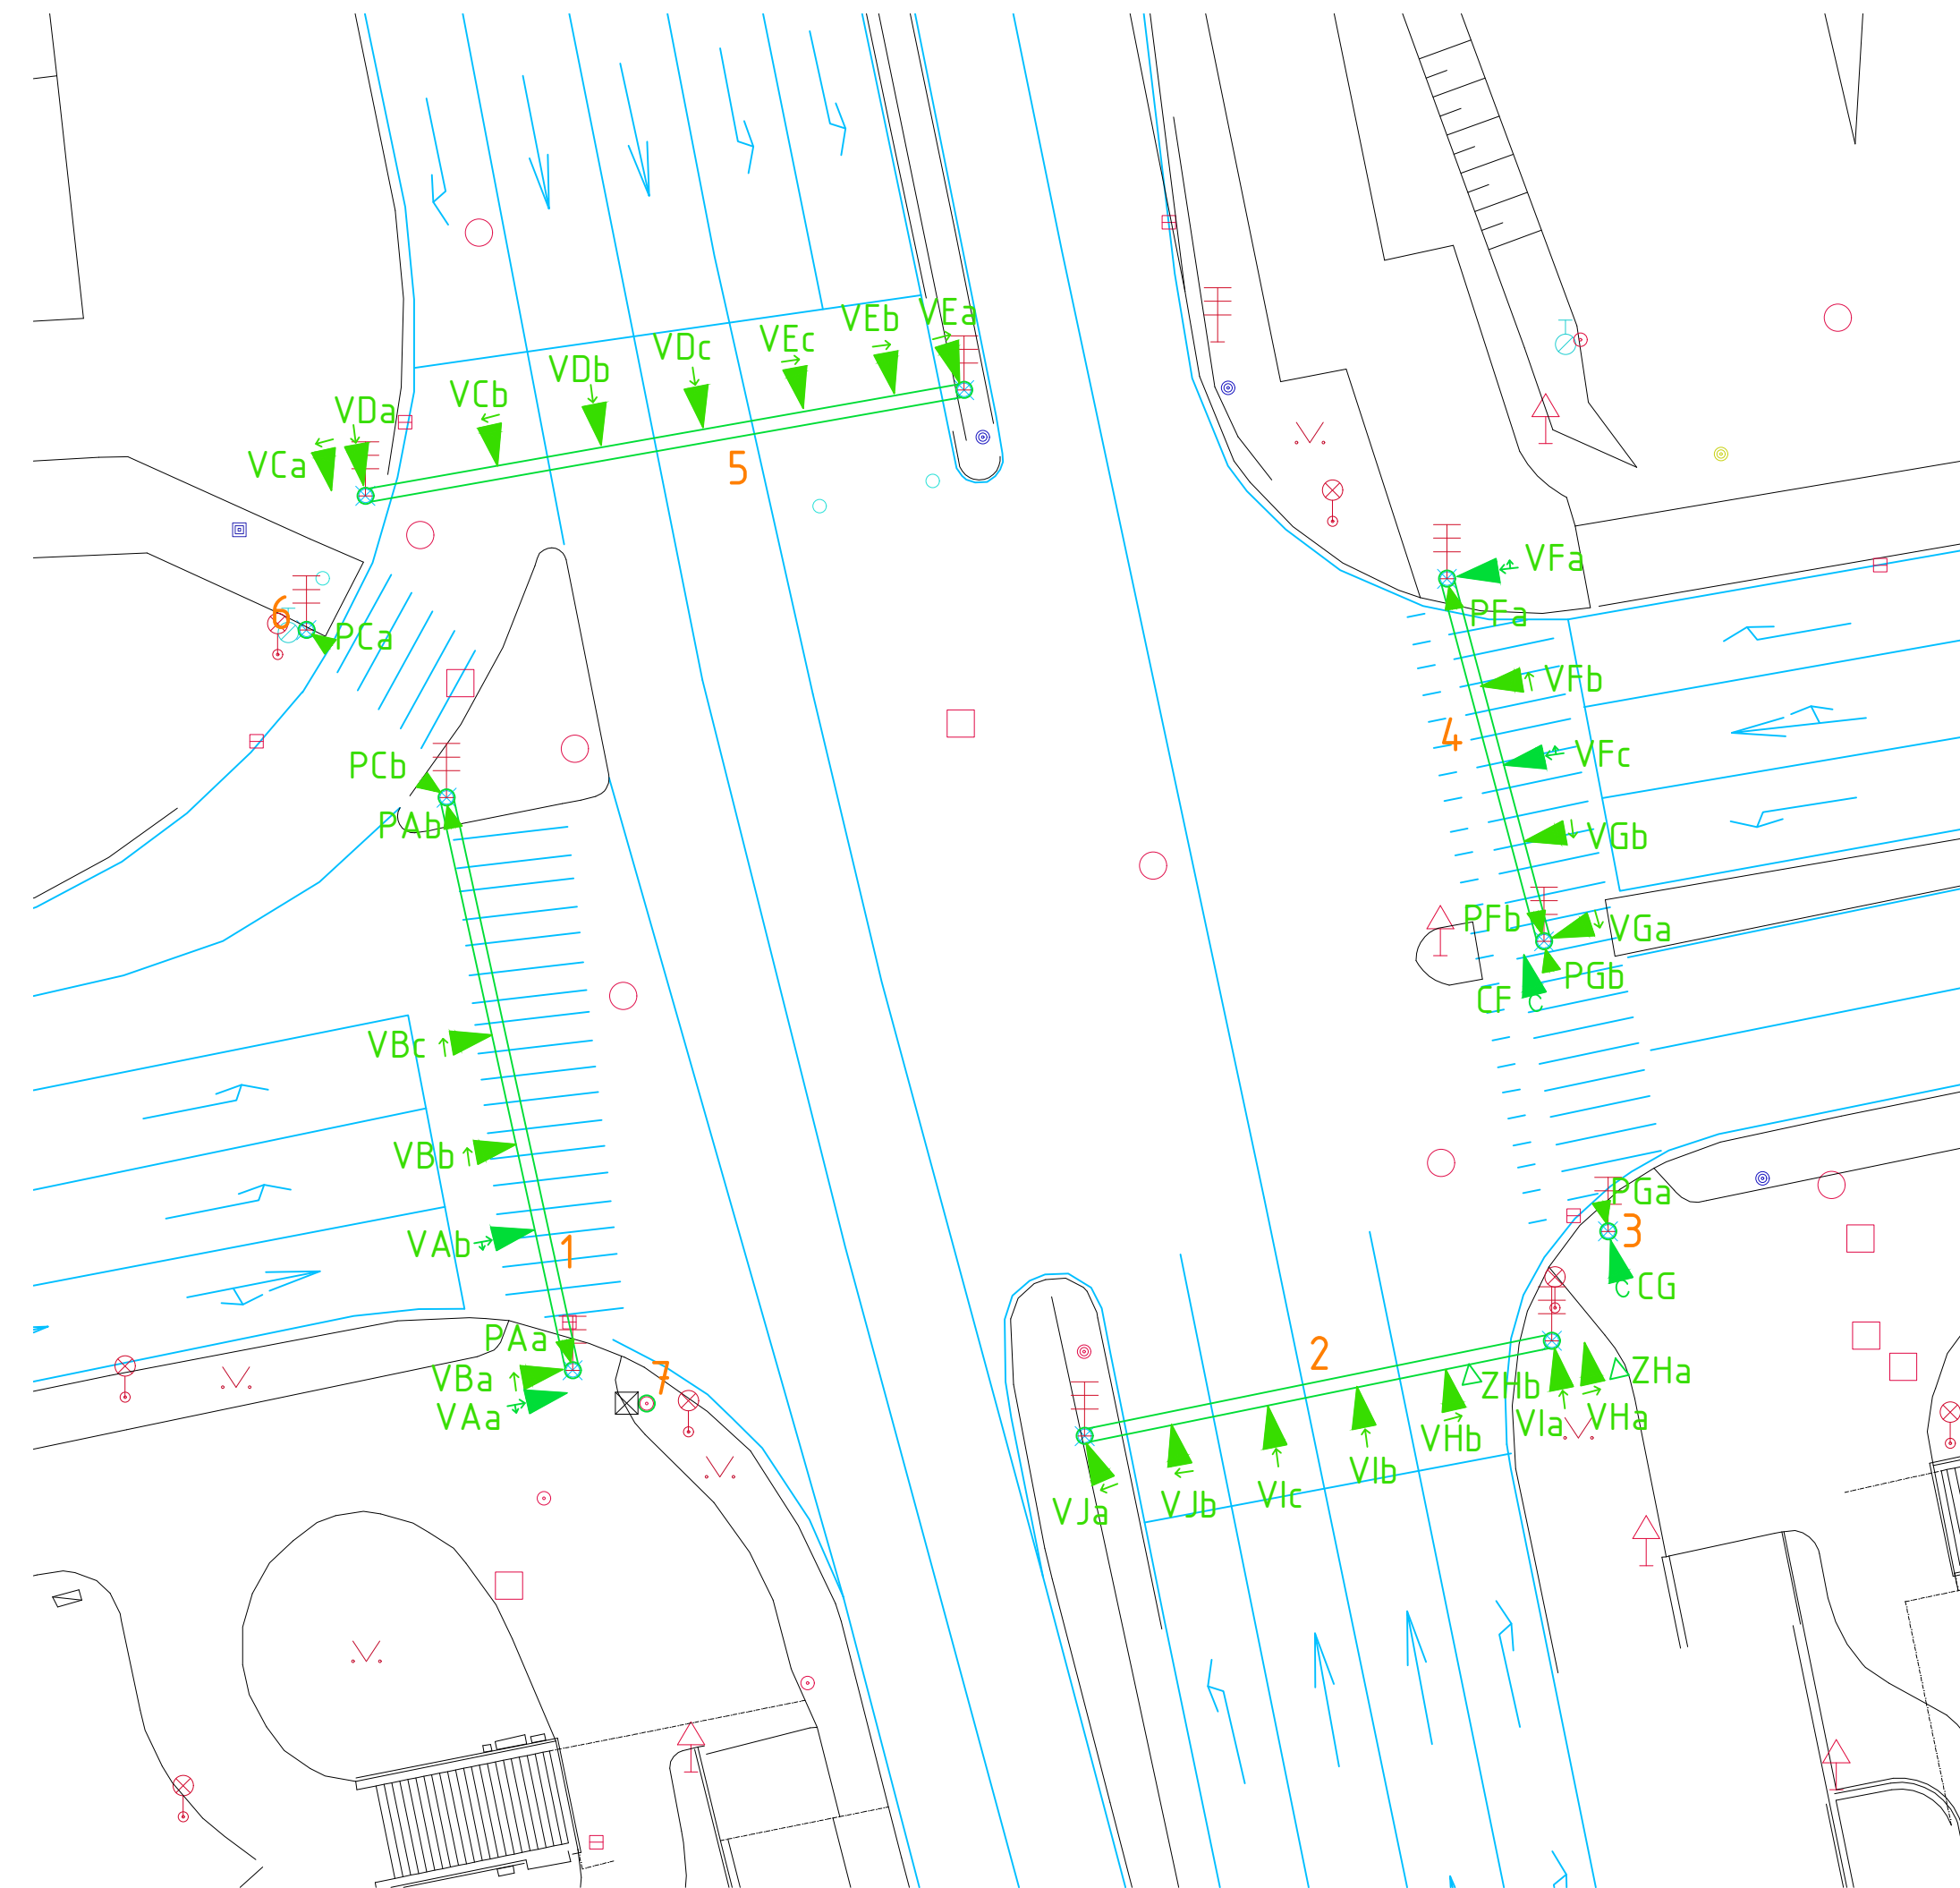 VEa
VEb
VEc
VDc
VDb
VCb
VDa
VCa
5
VFa
PFa
6
PCa
VFb
4
VFc
PCb
PAb
VGb
PFb
VGa
PGb
CF C
VBc
VBb
PGa
3
VAb
1
C CG
PAa
2
7
VBa
ZHb
ZHa
VAa
VIa
VHa
VHb
VIb
VIc
VJb
VJa